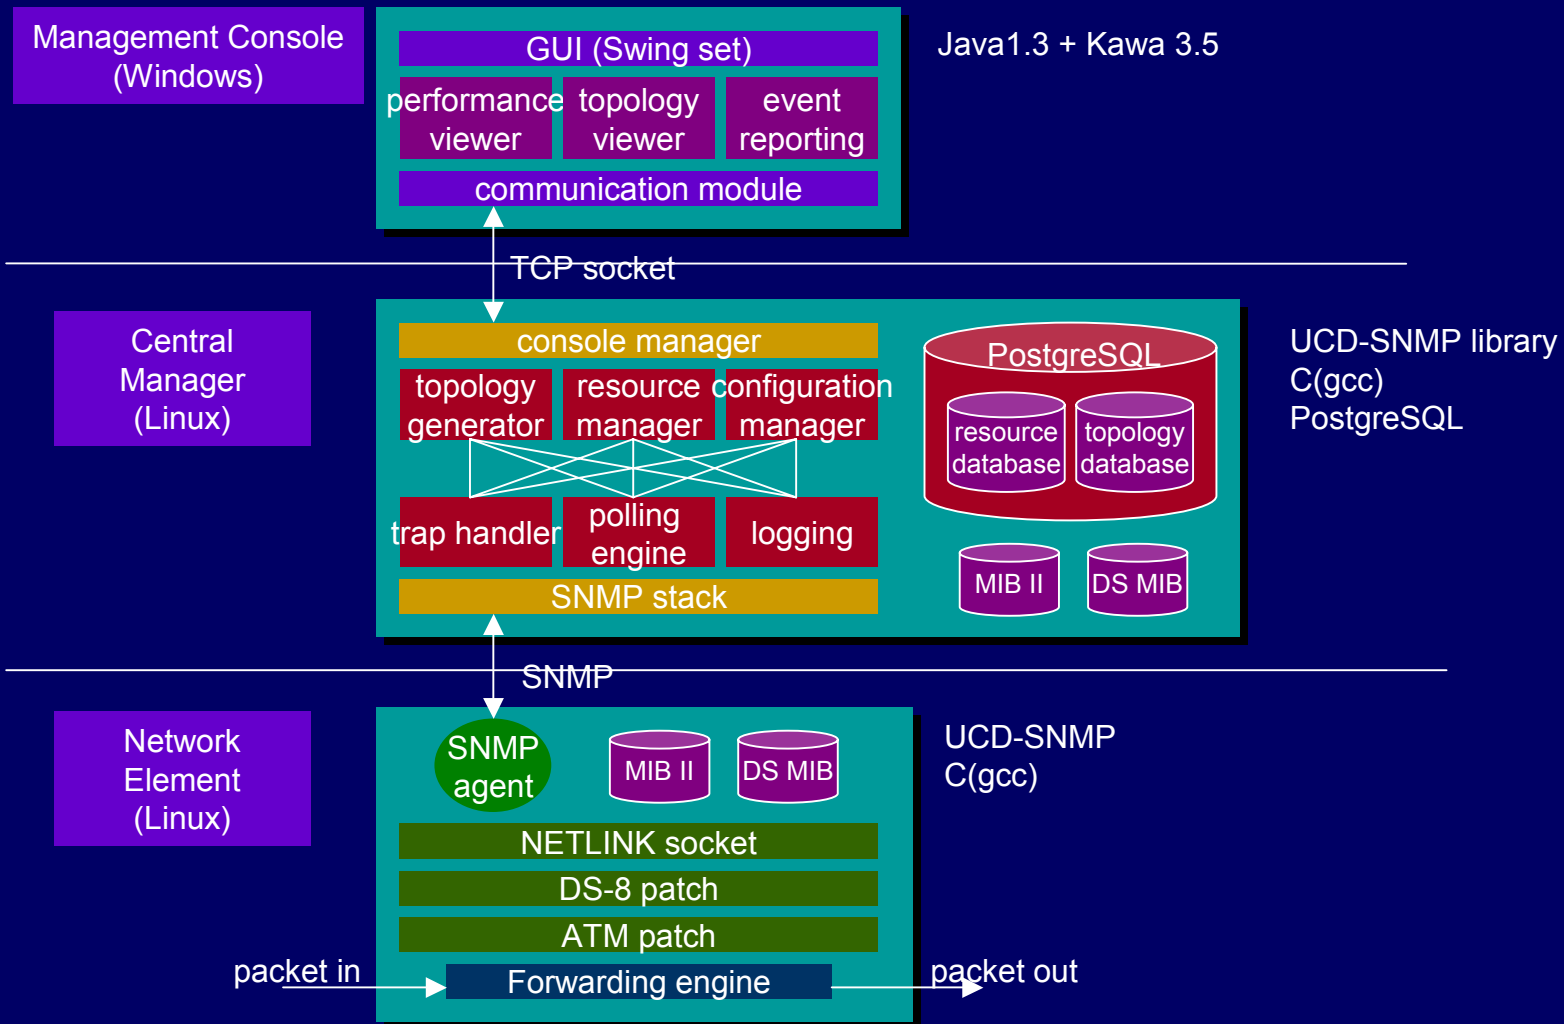 Management Console
(Windows)
GUI (Swing set)
performance
viewer
topology
viewer
event
reporting
communication module
Java1.3 + Kawa 3.5
TCP socket
Central
Manager
(Linux)
console manager
topology
generator
resource
manager
configuration
manager
trap handler
polling
engine
logging
SNMP stack
PostgreSQL
resource
database
topology
database
MIB II
DS MIB
UCD-SNMP library
C(gcc)
PostgreSQL
SNMP
Network
Element
(Linux)
SNMP
agent
MIB II
DS MIB
NETLINK socket
DS-8 patch
ATM patch
Forwarding engine
packet in
packet out
UCD-SNMP
C(gcc)